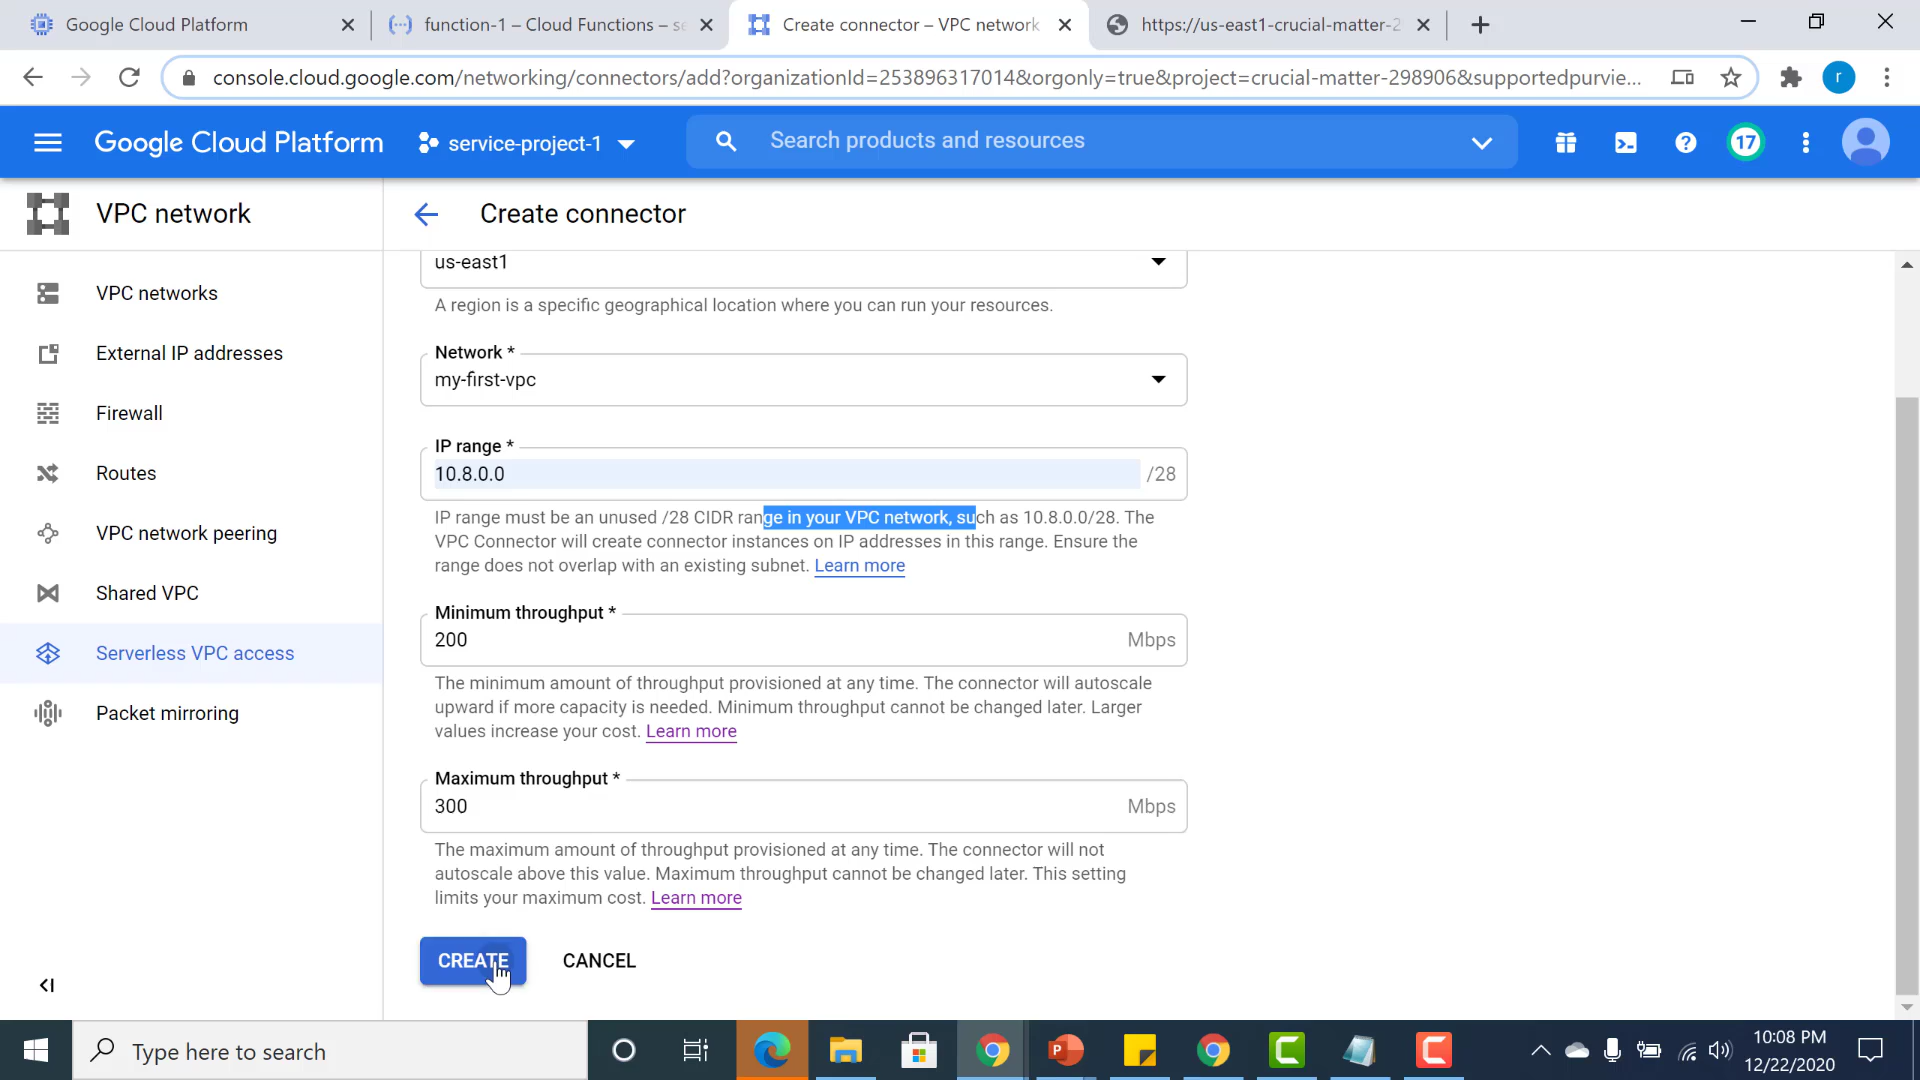 Google Cloud Platform
function-1 – Cloud Functions – se
Create connector – VPC network
https://us-east1-crucial-matter-2
console.cloud.google.com/networking/connectors/add?organizationId=253896317014&orgonly=true&project=crucial-matter-298906&supportedpurvie...
r
Google Cloud Platform
service-project-1
Search products and resources
17
VPC network
Create connector
VPC networks
External IP addresses
Firewall
Routes
VPC network peering
Shared VPC
Serverless VPC access
Packet mirroring
us-east1
A region is a specific geographical location where you can run your resources.
Network *
my-first-vpc
IP range *
10.8.0.0
/28
IP range must be an unused /28 CIDR range in your VPC network, such as 10.8.0.0/28. The
VPC Connector will create connector instances on IP addresses in this range. Ensure the
range does not overlap with an existing subnet. Learn more
Minimum throughput *
200
Mbps
The minimum amount of throughput provisioned at any time. The connector will autoscale
upward if more capacity is needed. Minimum throughput cannot be changed later. Larger
values increase your cost. Learn more
Maximum throughput *
300
Mbps
The maximum amount of throughput provisioned at any time. The connector will not
autoscale above this value. Maximum throughput cannot be changed later. This setting
limits your maximum cost. Learn more
CREATE
CANCEL
Type here to search
10:08 PM
12/22/2020